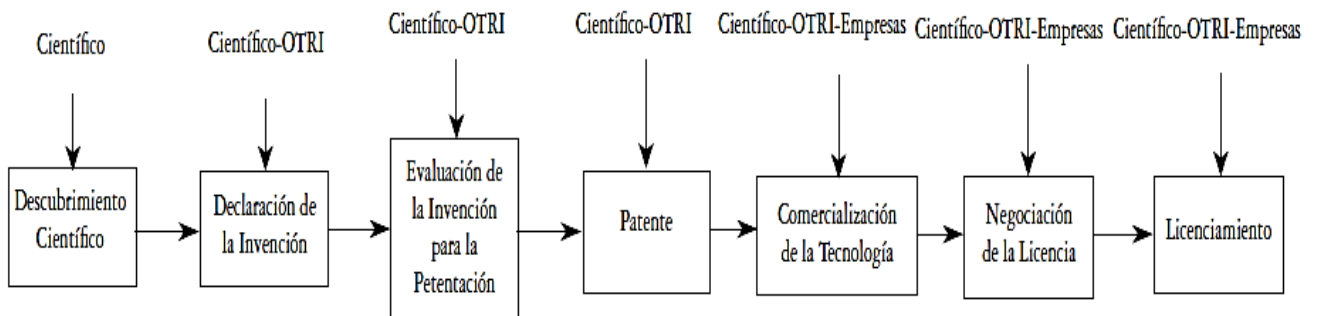 Científico
Científico-OTRI
Científico-OTRI
Científico-OTRI
Científico-OTRI-Empresas
Científico-OTRI-Empresas
Científico-OTRI-Empresas
Descubrimiento
Científico
Declaración de
la Invención
Evaluación de
la Invención
para la
Petentación
Patente
Comercialización
de la Tecnología
Negociación
de la Licencia
Licenciamiento